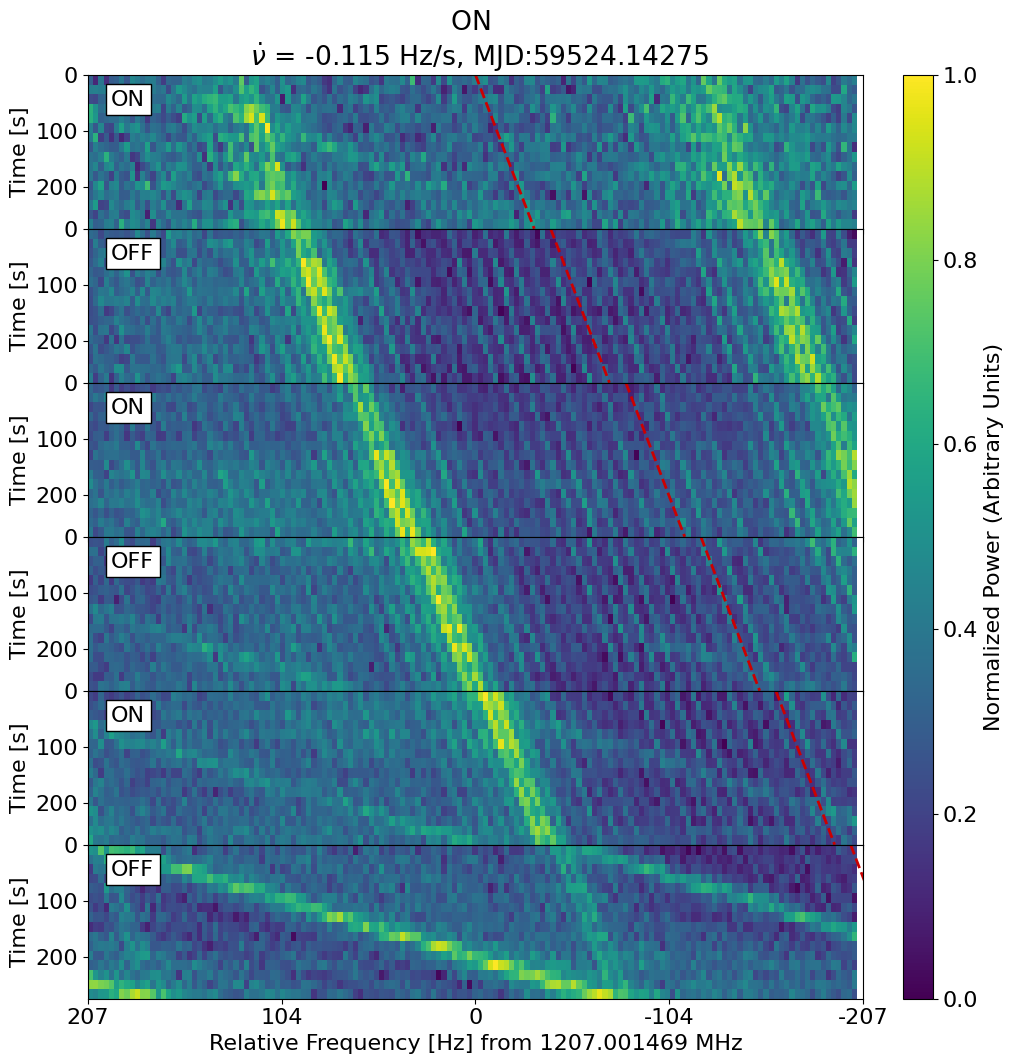 ON
ν̇ = -0.115 Hz/s, MJD:59524.14275
ON
OFF
ON
OFF
ON
OFF
0
100
200
0
100
200
0
100
200
0
100
200
0
100
200
0
100
200
Time [s]
Time [s]
Time [s]
Time [s]
Time [s]
Time [s]
207
104
0
-104
-207
Relative Frequency [Hz] from 1207.001469 MHz
1.0
0.8
0.6
0.4
0.2
0.0
Normalized Power (Arbitrary Units)